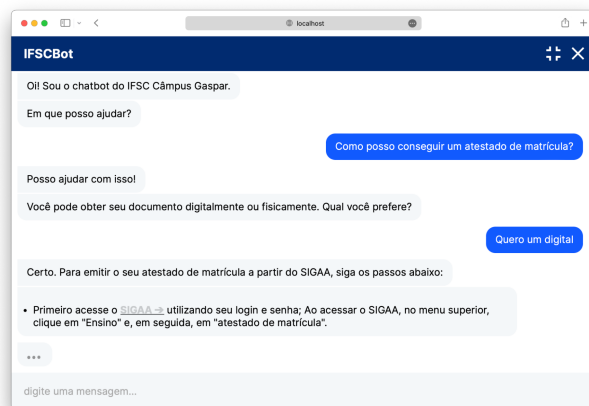 localhost
IFSCBot
Oi! Sou o chatbot do IFSC Câmpus Gaspar.
Em que posso ajudar?
Como posso conseguir um atestado de matrícula?
Posso ajudar com isso!
Você pode obter seu documento digitalmente ou fisicamente. Qual você prefere?
Quero um digital
Certo. Para emitir o seu atestado de matrícula a partir do SIGAA, siga os passos abaixo:
• Primeiro acesse o SIGAA → utilizando seu login e senha; Ao acessar o SIGAA, no menu superior,
clique em "Ensino" e, em seguida, em "atestado de matrícula".
digite uma mensagem...